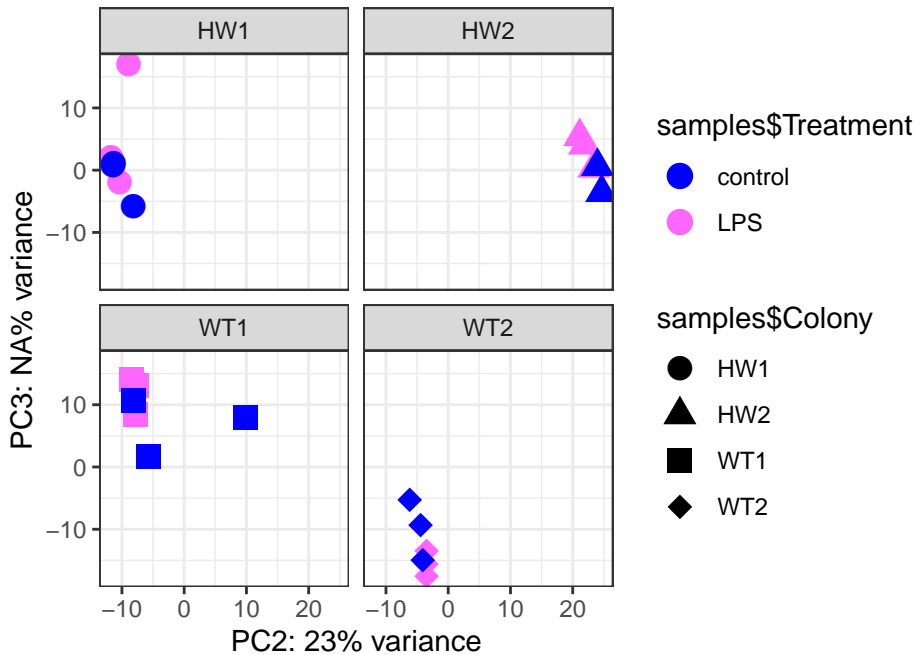 HW1 HW2
10
0
−10
WT1 WT2
10
0
−10
−10 0 10 20 −10 0 10 20
PC2: 23% variance
PC3: NA% variance
samples$Treatment
control
LPS
samples$Colony
HW1
HW2
WT1
WT2